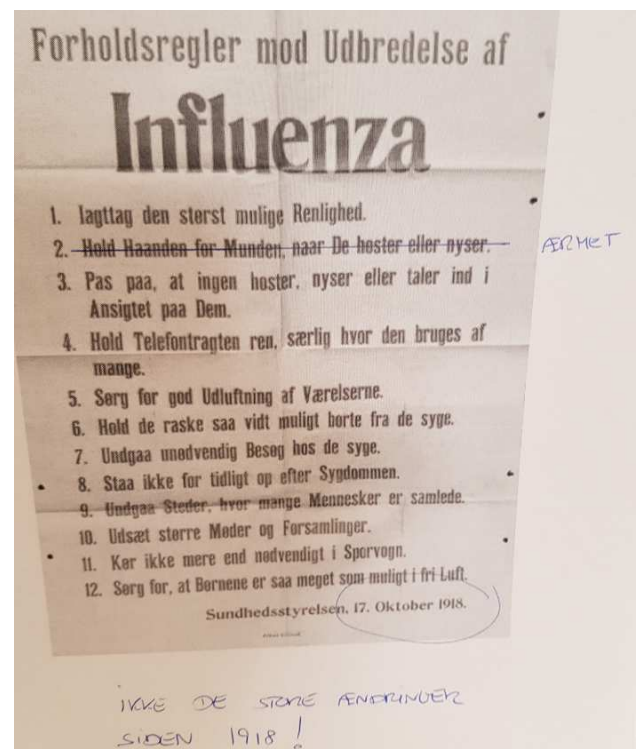 Forholdsregler mod Udbredelse af
Influenza
1. Iagttag den størst mulige Renlighed.
2. Hold Haanden for Munden, naar De hoster eller nyser. ÆRMET
3. Pas paa, at ingen hoster, nyser eller taler ind i
Ansigtet paa Dem.
4. Hold Telefontragten ren, særlig hvor den bruges af
mange.
5. Sørg for god Udluftning af Værelserne.
6. Hold de raske saa vidt muligt borte fra de syge.
7. Undgaa unødvendig Besøg hos de syge.
8. Staa ikke for tidligt op efter Sygdommen.
9. Undgaa Steder, hvor mange Mennesker er samlede.
10. Udsæt større Møder og Forsamlinger.
11. Kør ikke mere end nødvendigt i Sporvogn.
12. Sørg for, at Børnene er saa meget som muligt i fri Luft.
Sundhedsstyrelsen, 17. Oktober 1918.
IKKE DE STORE ÆNDRINGER
SIDEN 1918!